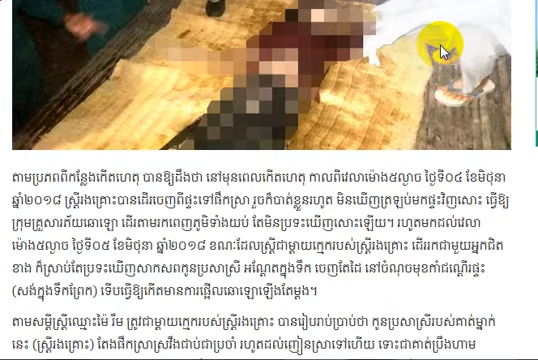 តាមប្រភពពីកន្លែងកើតហេតុ បានឱ្យដឹងថា នៅមុនពេលកើតហេតុ កាលពីវេលាម៉ោង៥ល្ងាច ថ្ងៃទី០៤ ខែមិថុនា
ឆ្នាំ២០១៨ ស្ត្រីរងគ្រោះបានដើរចេញពីផ្ទះទៅផឹកស្រា រួចក៏បាត់ខ្លួនរហូត មិនឃើញត្រឡប់មកផ្ទះវិញសោះ ធ្វើឱ្យ
ក្រុមគ្រួសារភ័យឆោឡោ ដើរតាមរកពេញភូមិទាំងយប់ តែមិនប្រទះឃើញសោះឡើយ។ រហូតមកដល់វេលា
ម៉ោង៥ល្ងាច ថ្ងៃទី០៥ ខែមិថុនា ឆ្នាំ២០១៨ ខណៈដែលស្ត្រីជាម្តាយក្មេករបស់ស្ត្រីរងគ្រោះ ដើររកជាមួយអ្នកជិត
ខាង ក៏ស្រាប់តែប្រទះឃើញសាកសពកូនប្រសាស្រី អណ្តែតក្នុងទឹក ចេញតែដៃ នៅចំណុចមុខកាំជណ្តើរផ្ទះ
(សង់ក្នុងទឹកព្រែក) ទើបធ្វើឱ្យកើតមានការផ្អើលឆោឡោឡើងតែម្តង។
តាមសម្តីស្ត្រីឈ្មោះម៉ៃ រីម ត្រូវជាម្តាយក្មេករបស់ស្ត្រីរងគ្រោះ បានរៀបរាប់ប្រាប់ថា កូនប្រសាស្រីរបស់គាត់ម្នាក់
នេះ (ស្ត្រីរងគ្រោះ) តែងផឹកស្រាស្រវឹងជាប់ជាប្រចាំ រហូតដល់ញៀនស្រាទៅហើយ ទោះជាគាត់ប្រឹងហាម